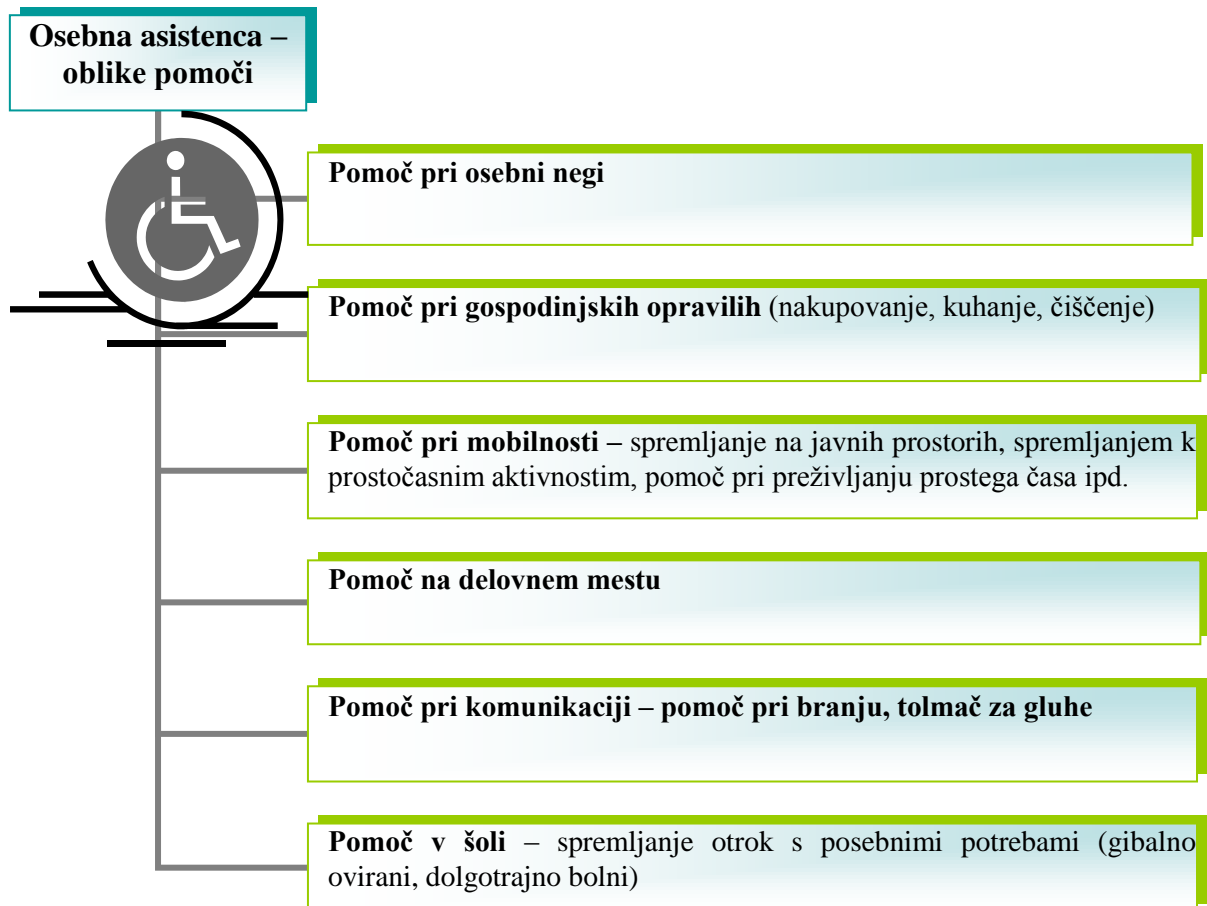 Osebna asistenca –
oblike pomoči
Pomoč pri osebni negi
Pomoč pri gospodinjskih opravilih (nakupovanje, kuhanje, čiščenje)
Pomoč pri mobilnosti – spremljanje na javnih prostorih, spremljanjem k
prostočasnim aktivnostim, pomoč pri preživljanju prostega časa ipd.
Pomoč na delovnem mestu
Pomoč pri komunikaciji – pomoč pri branju, tolmač za gluhe
Pomoč v šoli – spremljanje otrok s posebnimi potrebami (gibalno
ovirani, dolgotrajno bolni)